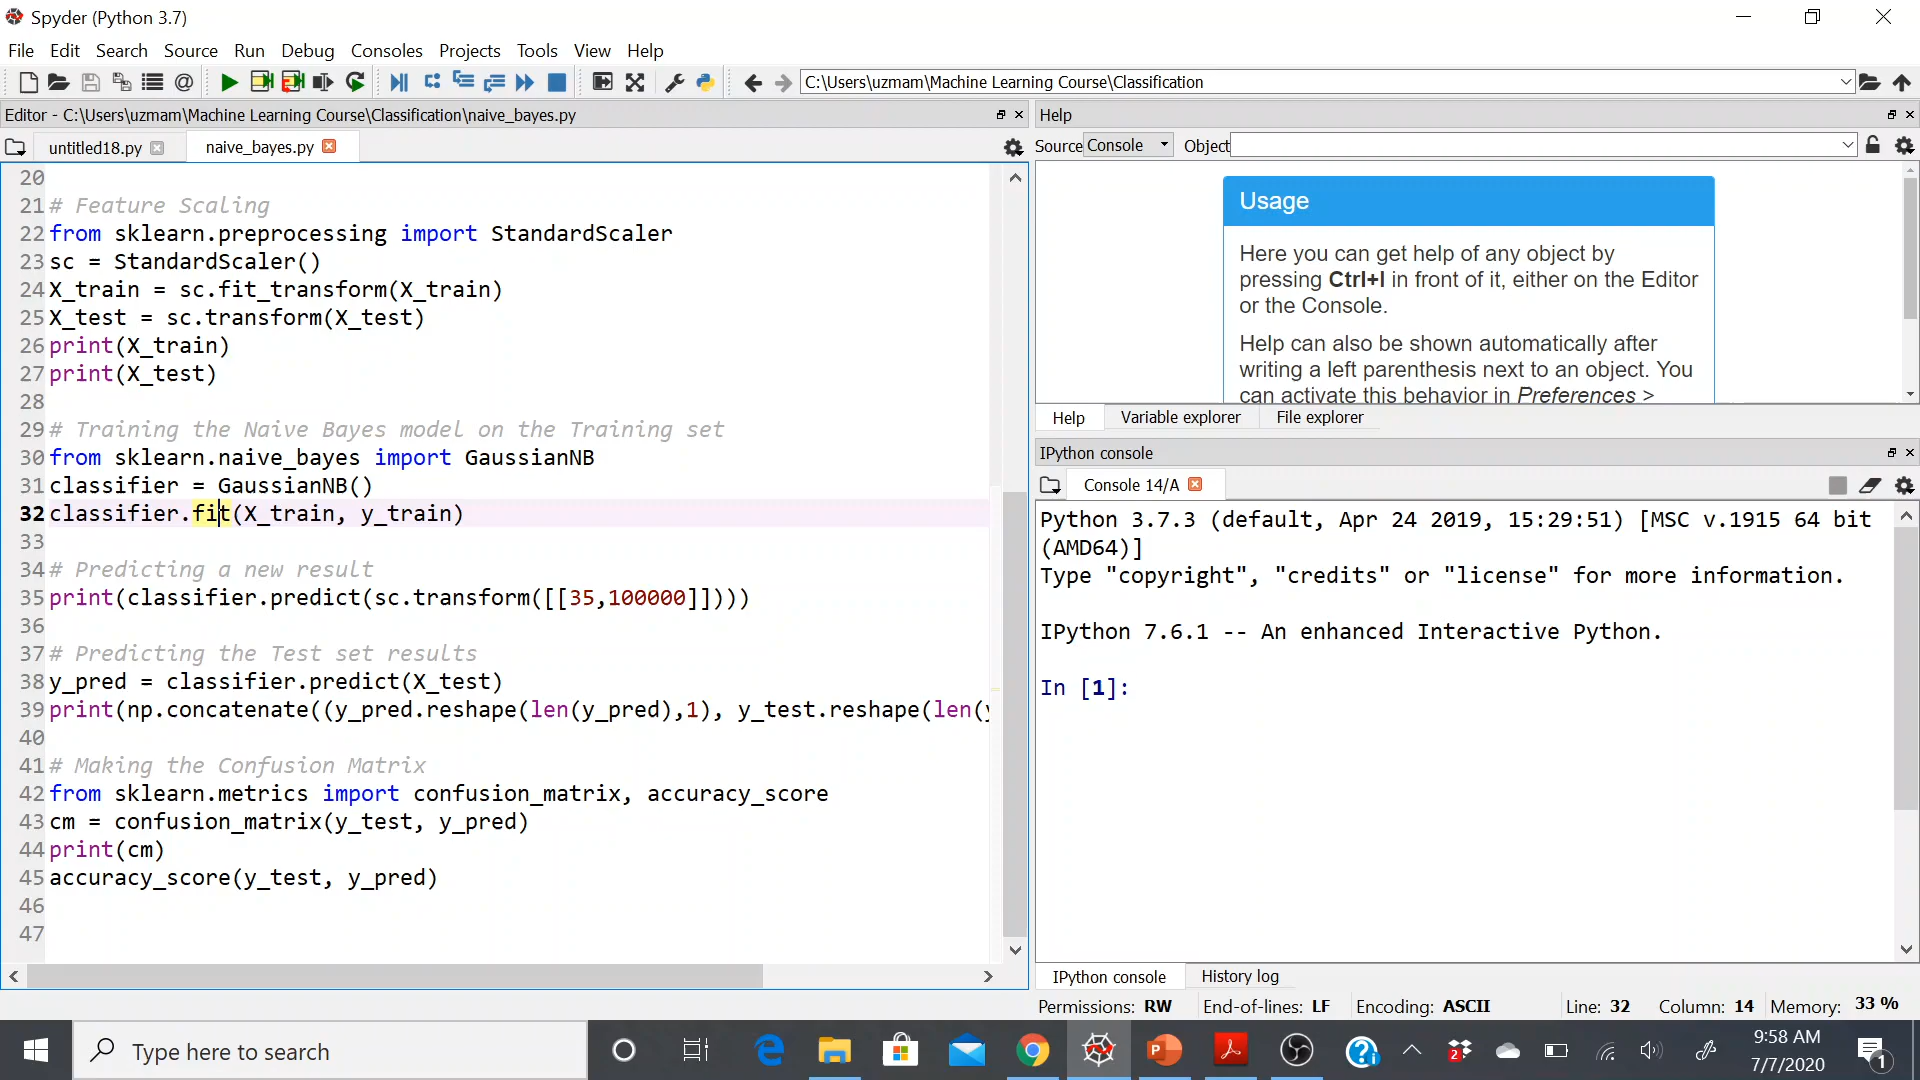 Spyder (Python 3.7)
File Edit Search Source Run Debug Consoles Projects Tools View Help
C:\Users\uzmam\Machine Learning Course\Classification
Editor - C:\Users\uzmam\Machine Learning Course\Classification\naive_bayes.py
untitled18.py naive_bayes.py
20
21 # Feature Scaling
22 from sklearn.preprocessing import StandardScaler
23 sc = StandardScaler()
24 X_train = sc.fit_transform(X_train)
25 X_test = sc.transform(X_test)
26 print(X_train)
27 print(X_test)
28
29 # Training the Naive Bayes model on the Training set
30 from sklearn.naive_bayes import GaussianNB
31 classifier = GaussianNB()
32 classifier.fit(X_train, y_train)
33
34 # Predicting a new result
35 print(classifier.predict(sc.transform([[35,100000]])))
36
37 # Predicting the Test set results
38 y_pred = classifier.predict(X_test)
39 print(np.concatenate((y_pred.reshape(len(y_pred),1), y_test.reshape(len(y
40
41 # Making the Confusion Matrix
42 from sklearn.metrics import confusion_matrix, accuracy_score
43 cm = confusion_matrix(y_test, y_pred)
44 print(cm)
45 accuracy_score(y_test, y_pred)
46
47
Help
Source Console Object
Usage
Here you can get help of any object by
pressing Ctrl+I in front of it, either on the Editor
or the Console.
Help can also be shown automatically after
writing a left parenthesis next to an object. You
can activate this behavior in Preferences >
Help Variable explorer File explorer
IPython console
Console 14/A
Python 3.7.3 (default, Apr 24 2019, 15:29:51) [MSC v.1915 64 bit
(AMD64)]
Type "copyright", "credits" or "license" for more information.
IPython 7.6.1 -- An enhanced Interactive Python.
In [1]:
IPython console History log
Permissions: RW End-of-lines: LF Encoding: ASCII Line: 32 Column: 14 Memory: 33 %
Type here to search
2
9:58 AM
7/7/2020
1